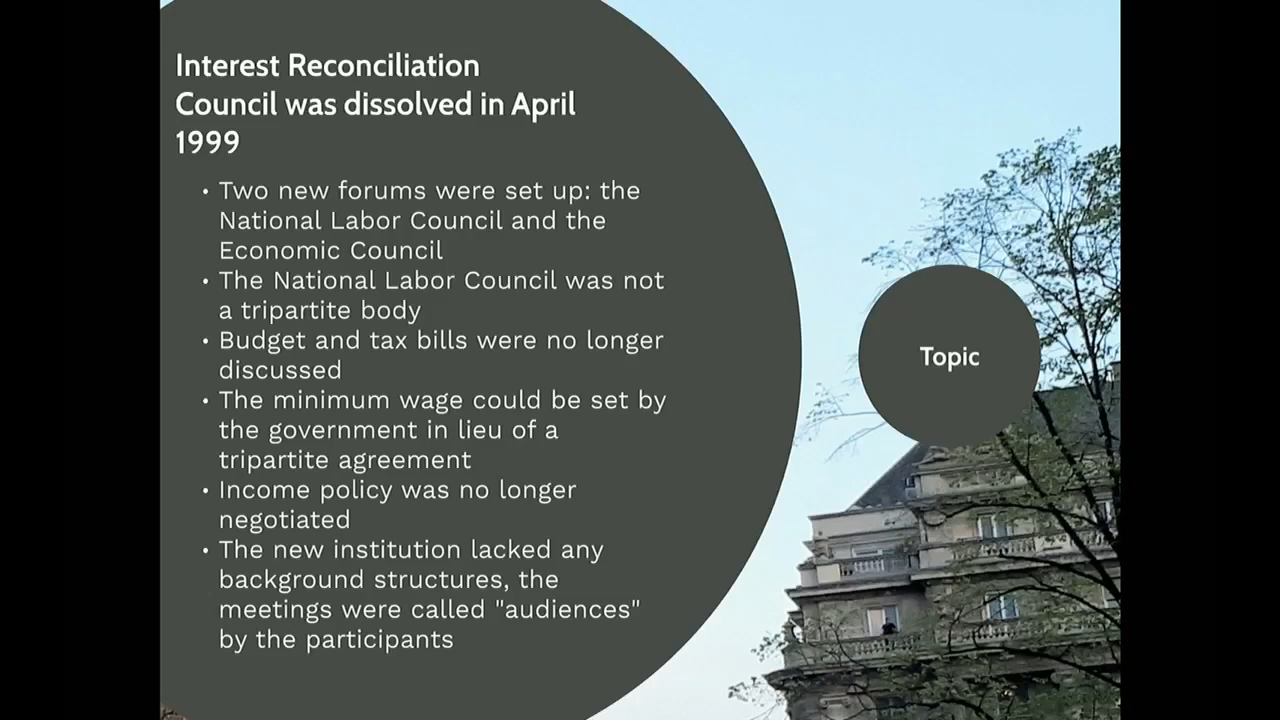 Interest Reconciliation
Council was dissolved in April
1999
• Two new forums were set up: the
National Labor Council and the
Economic Council
• The National Labor Council was not
a tripartite body
• Budget and tax bills were no longer
discussed
• The minimum wage could be set by
the government in lieu of a
tripartite agreement
• Income policy was no longer
negotiated
• The new institution lacked any
background structures, the
meetings were called "audiences"
by the participants
Topic